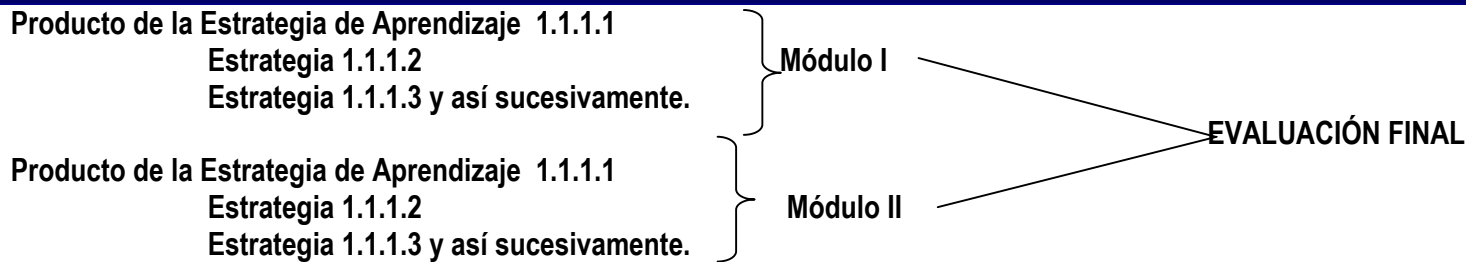 Producto de la Estrategia de Aprendizaje 1.1.1.1
Estrategia 1.1.1.2
Estrategia 1.1.1.3 y así sucesivamente.
Módulo I
EVALUACIÓN FINAL
Producto de la Estrategia de Aprendizaje 1.1.1.1
Estrategia 1.1.1.2
Estrategia 1.1.1.3 y así sucesivamente.
Módulo II